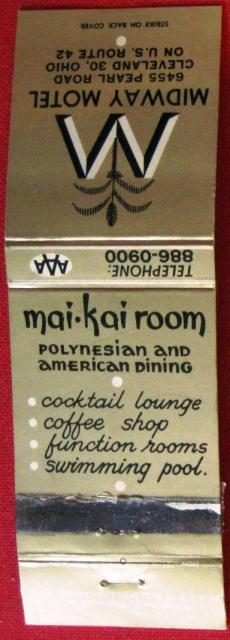 STRIKE ON BACK COVER
MIDWAY MOTEL
6455 PEARL ROAD
CLEVELAND 30, OHIO
ON U.S. ROUTE 42
TELEPHONE:
886-0900
AAA
mai·kai room
POLYNESIAN AND
AMERICAN DINING
cocktail lounge
coffee shop
function rooms
swimming pool.